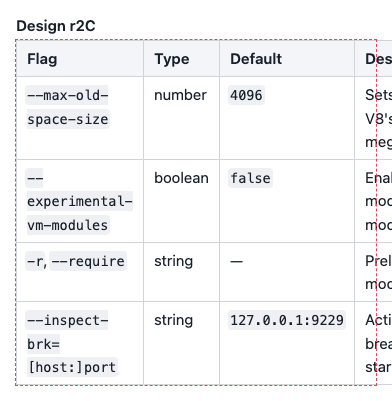 Design r2C
Flag Type Default Des
--max-old- number 4096 Sets
space-size V8's
meg
-- boolean false Enal
experimental- mod
vm-modules mod
-r, --require string — Prel
mod
--inspect- string 127.0.0.1:9229 Acti
brk= brea
[host:]port star